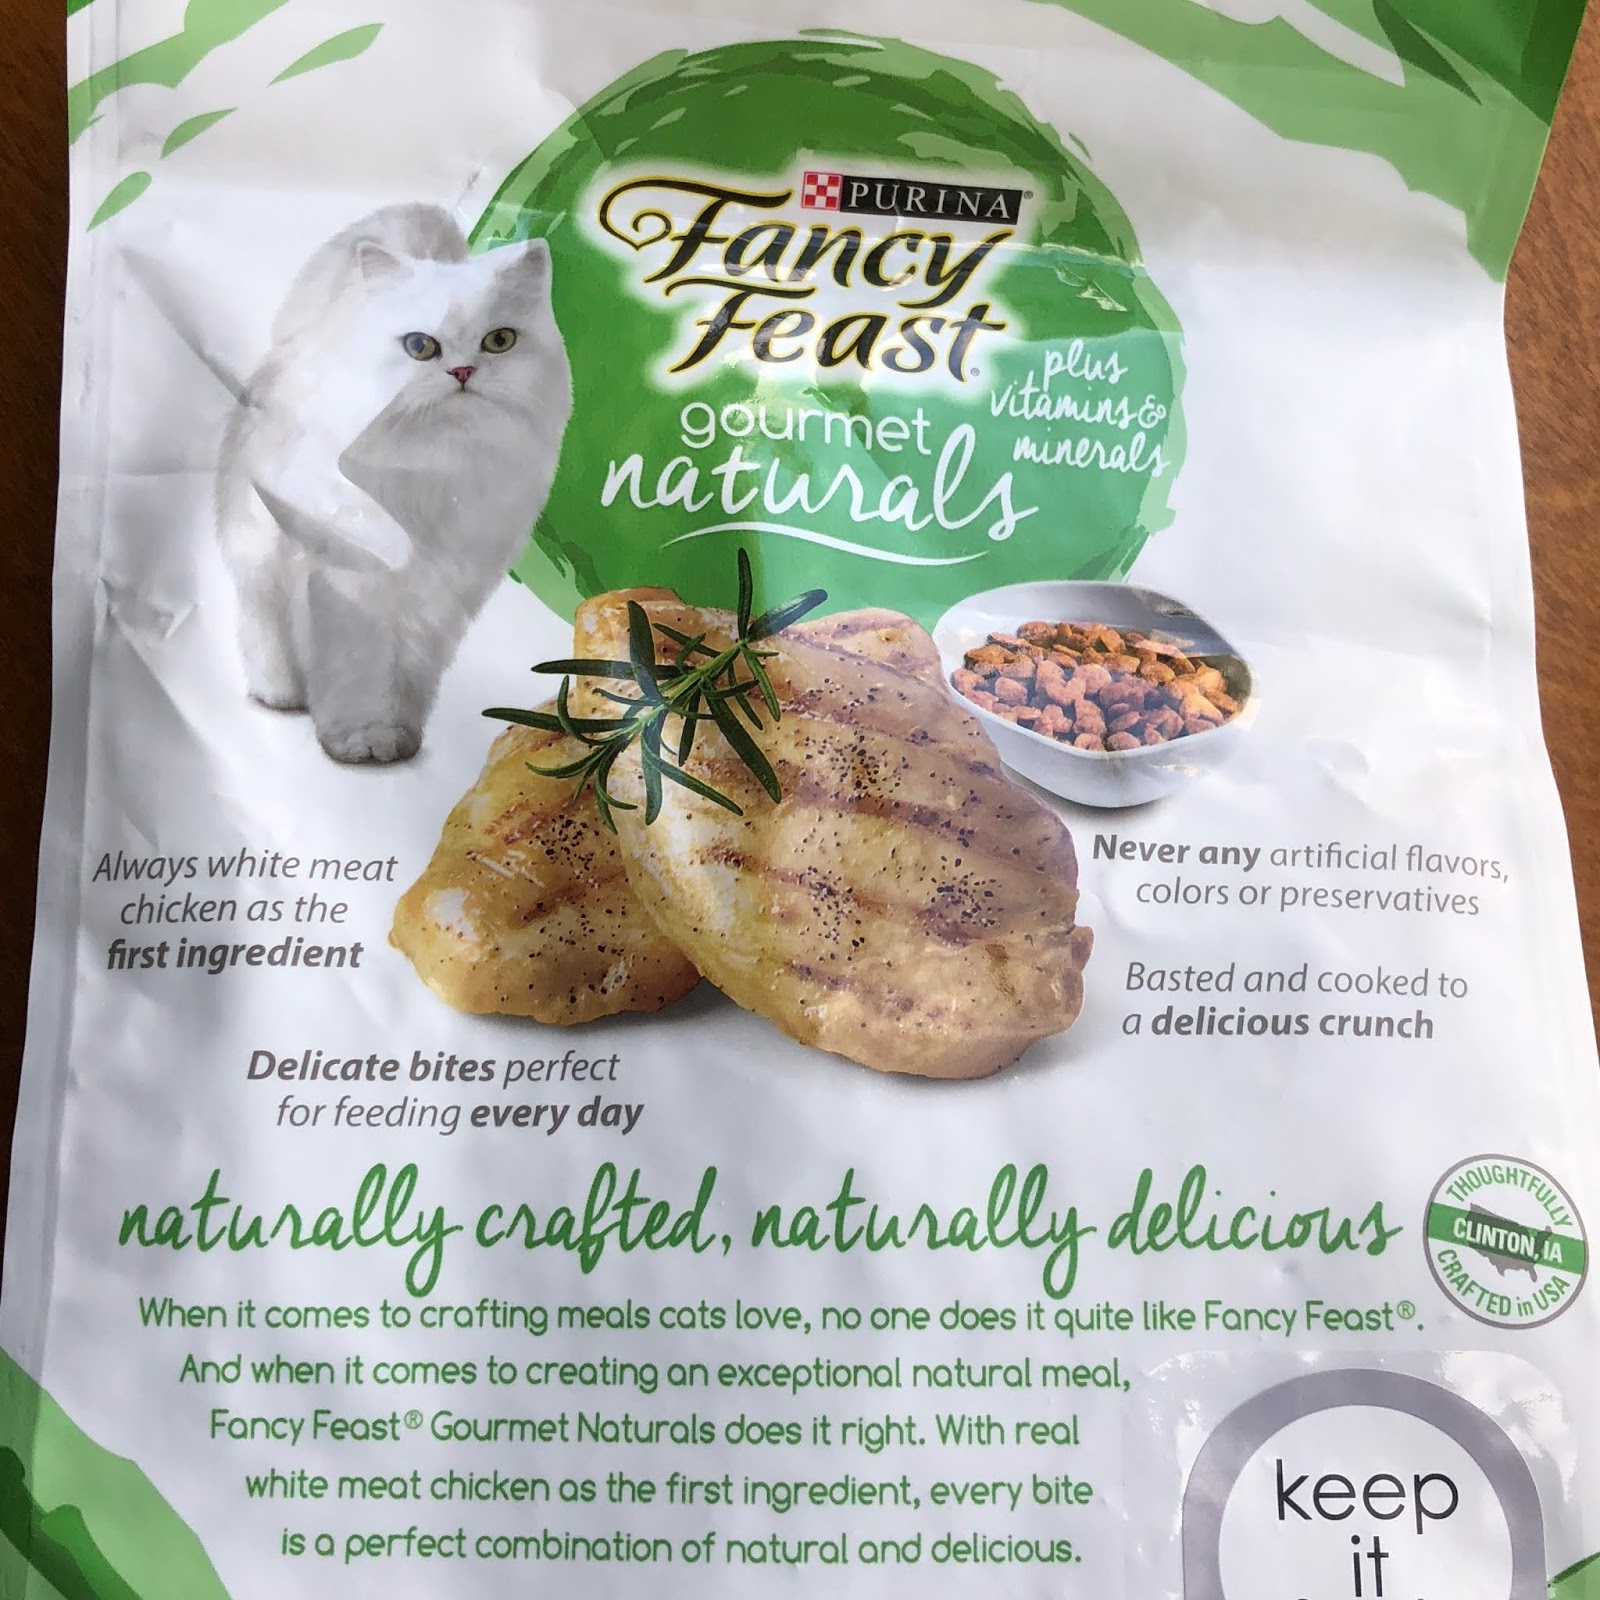 PURINA
Fancy
Feast®
gourmet
naturals
plus
vitamins &
minerals
Always white meat
chicken as the
first ingredient
Never any artificial flavors,
colors or preservatives
Basted and cooked to
a delicious crunch
Delicate bites perfect
for feeding every day
naturally crafted, naturally delicious
THOUGHTFULLY
CLINTON, IA
CRAFTED in USA
When it comes to crafting meals cats love, no one does it quite like Fancy Feast®.
And when it comes to creating an exceptional natural meal,
Fancy Feast® Gourmet Naturals does it right. With real
white meat chicken as the first ingredient, every bite
is a perfect combination of natural and delicious.
keep
it